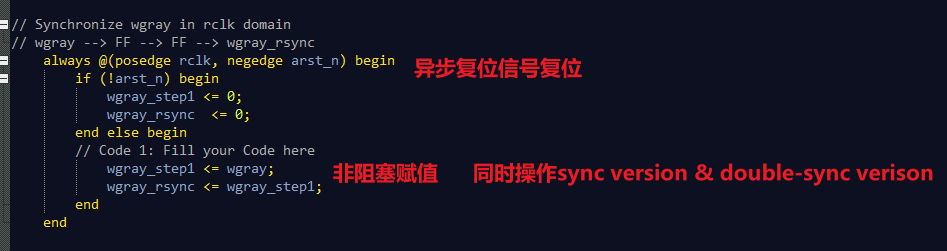 // Synchronize wgray in rclk domain
// wgray --> FF --> FF --> wgray_rsync
always @(posedge rclk, negedge arst_n) begin
异步复位信号复位
if (!arst_n) begin
wgray_step1 <= 0;
wgray_rsync  <= 0;
end else begin
// Code 1: Fill your Code here
wgray_step1 <= wgray;
非阻塞赋值 同时操作sync version & double-sync verison
wgray_rsync <= wgray_step1;
end
end